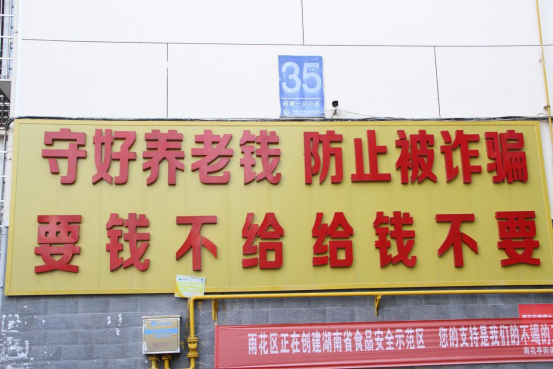 35
守好养老钱 防止被诈骗
要钱不给 给钱不要
雨花区正在创建湖南省食品安全示范区 您的支持是我们的不竭的